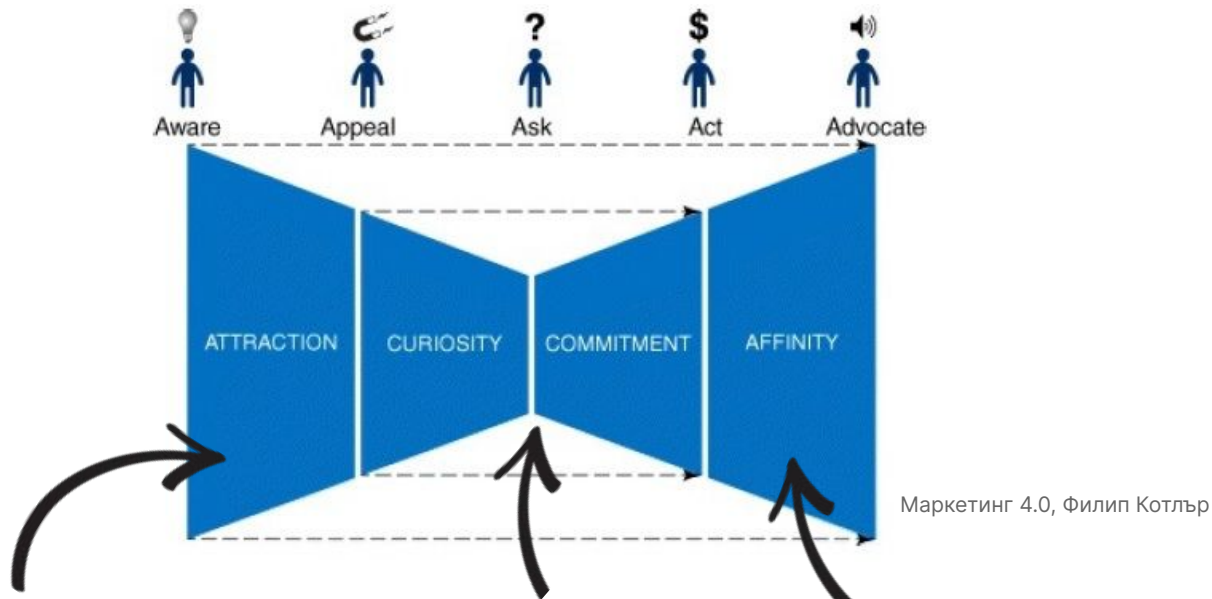 ? $
Aware Appeal Ask Act Advocate
ATTRACTION CURIOSITY COMMITMENT AFFINITY
Маркетинг 4.0, Филип Котлър